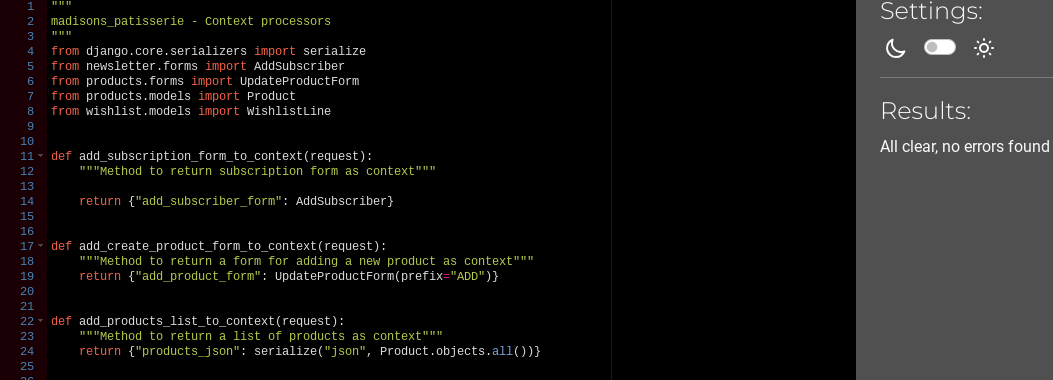 1 """
2 madisons_patisserie - Context processors
3 """
4 from django.core.serializers import serialize
5 from newsletter.forms import AddSubscriber
6 from products.forms import UpdateProductForm
7 from products.models import Product
8 from wishlist.models import WishlistLine
9
10
11 def add_subscription_form_to_context(request):
12     """Method to return subscription form as context"""
13
14     return {"add_subscriber_form": AddSubscriber}
15
16
17 def add_create_product_form_to_context(request):
18     """Method to return a form for adding a new product as context"""
19     return {"add_product_form": UpdateProductForm(prefix="ADD")}
20
21
22 def add_products_list_to_context(request):
23     """Method to return a list of products as context"""
24     return {"products_json": serialize("json", Product.objects.all())}
25
26
Settings:
Results:
All clear, no errors found